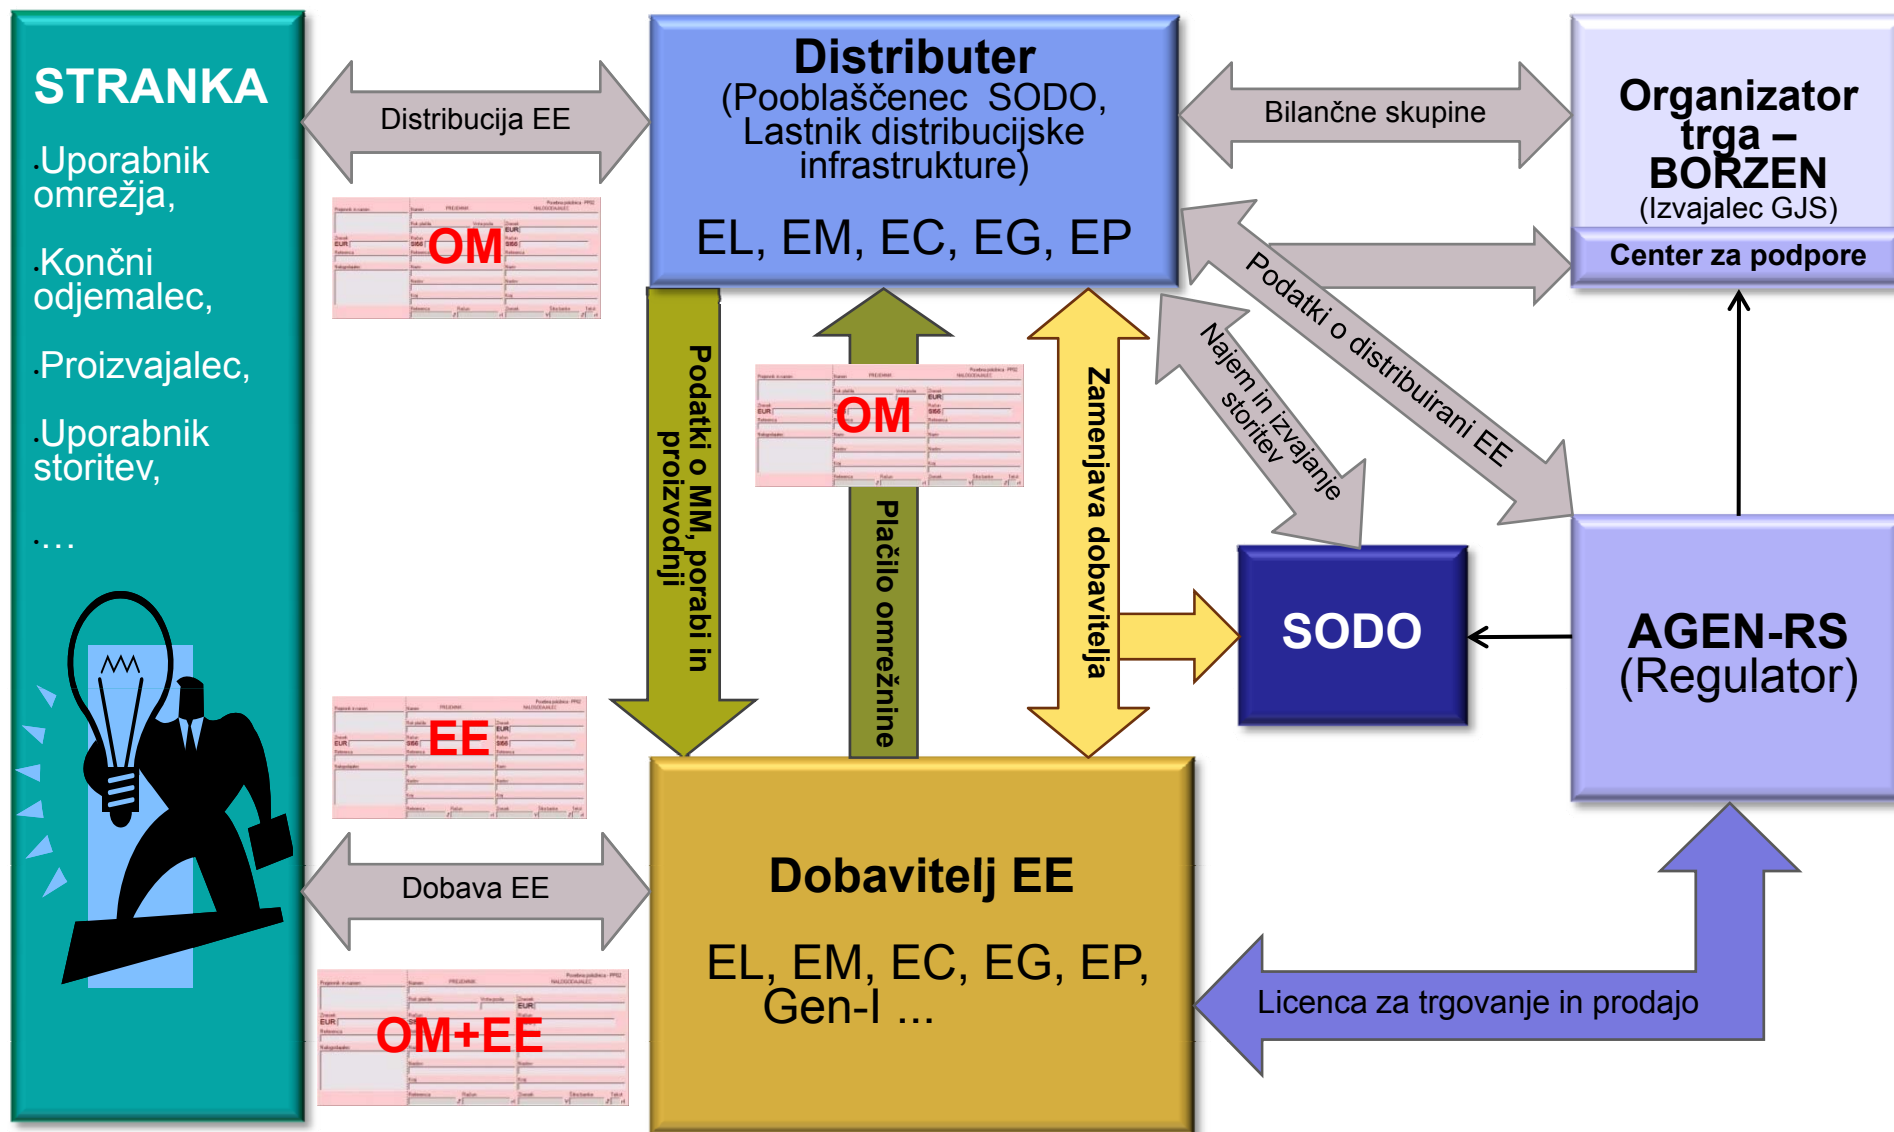 STRANKA
.Uporabnik
omrežja,
.Končni
odjemalec,
.Proizvajalec,
.Uporabnik
storitev,
.…
Distribucija EE
OM
EE
Dobava EE
OM+EE
Distributer
(Pooblaščenec SODO,
Lastnik distribucijske
infrastrukture)
EL, EM, EC, EG, EP
Podatki o MM, porabi in
proizvodnji
OM
Plačilo omrežnine
Zamenjava dobavitelja
Dobavitelj EE
EL, EM, EC, EG, EP,
Gen-I ...
Bilančne skupine
Podatki o distribuirani EE
Najem in izvajanje
storitev
Organizator
trga –
BORZEN
(Izvajalec GJS)
Center za podpore
SODO
AGEN-RS
(Regulator)
Licenca za trgovanje in prodajo